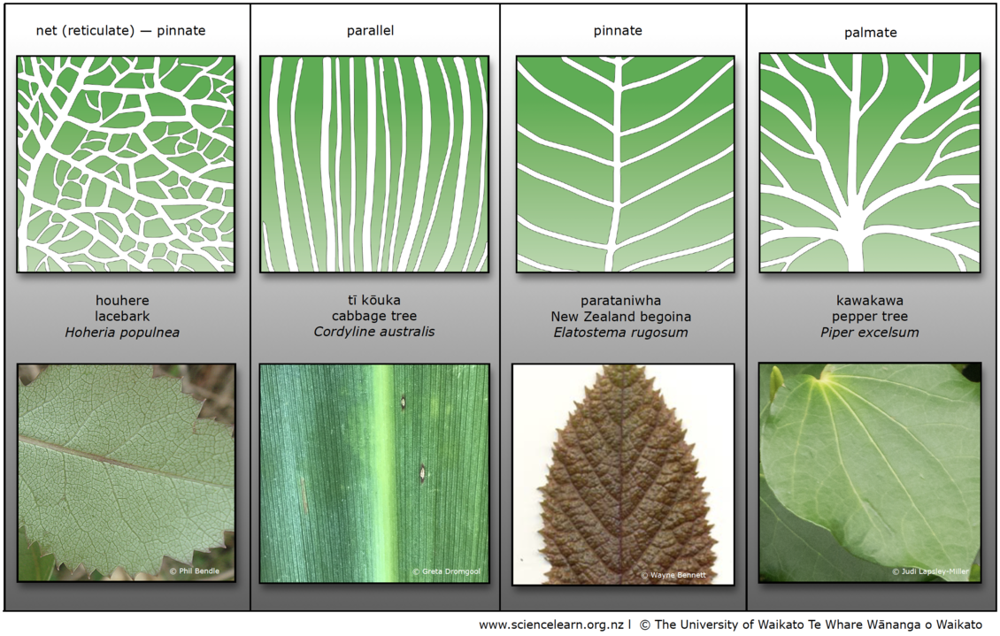 net (reticulate) — pinnate
parallel
pinnate
palmate
houhere
lacebark
Hoheria populnea
tī kōuka
cabbage tree
Cordyline australis
parataniwha
New Zealand begoina
Elatostema rugosum
kawakawa
pepper tree
Piper excelsum
© Phil Bendle
© Greta Dromgool
© Wayne Bennett
© Judi Lapsley-Miller
www.sciencelearn.org.nz l © The University of Waikato Te Whare Wānanga o Waikato